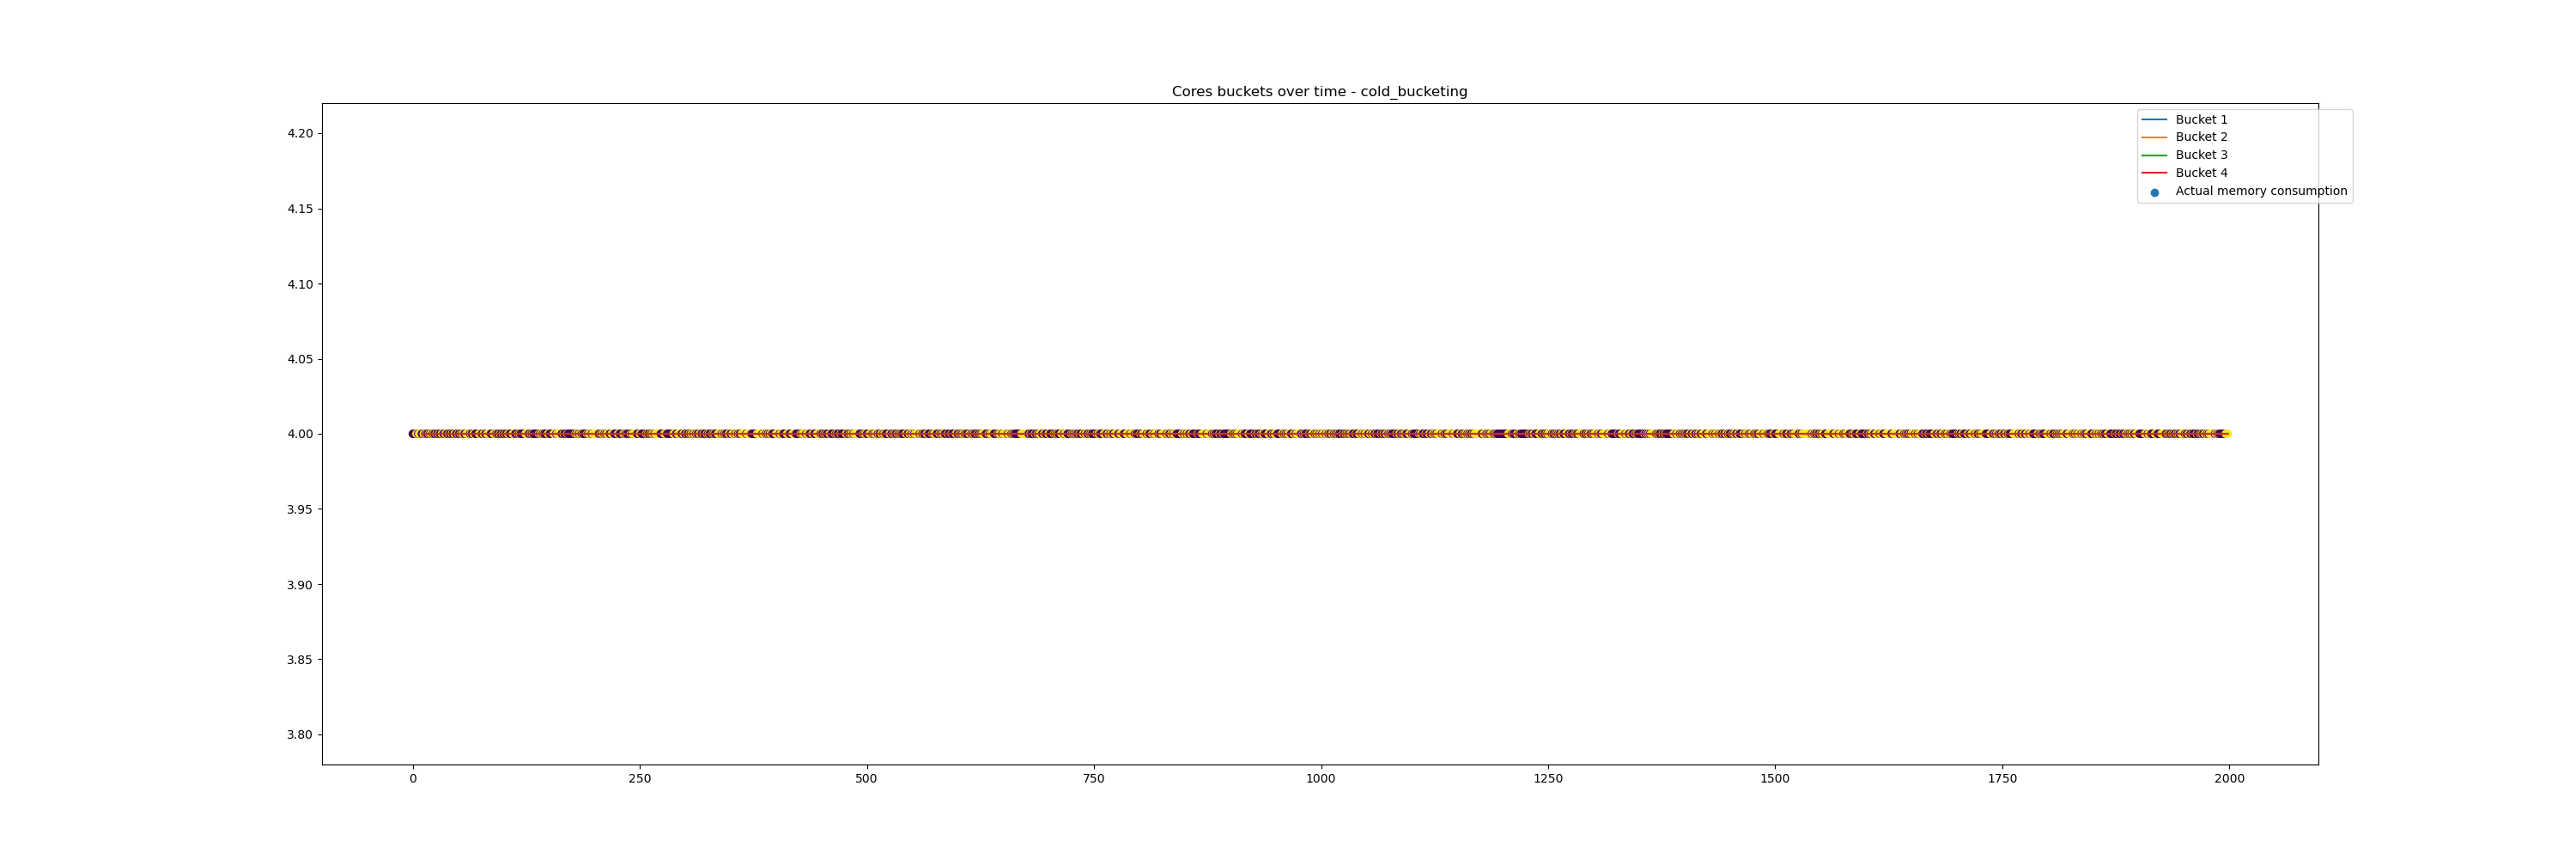 Cores buckets over time - cold_bucketing
4.20
4.15
4.10
4.05
4.00
3.95
3.90
3.85
3.80
0 250 500 750 1000 1250 1500 1750 2000
Bucket 1
Bucket 2
Bucket 3
Bucket 4
Actual memory consumption